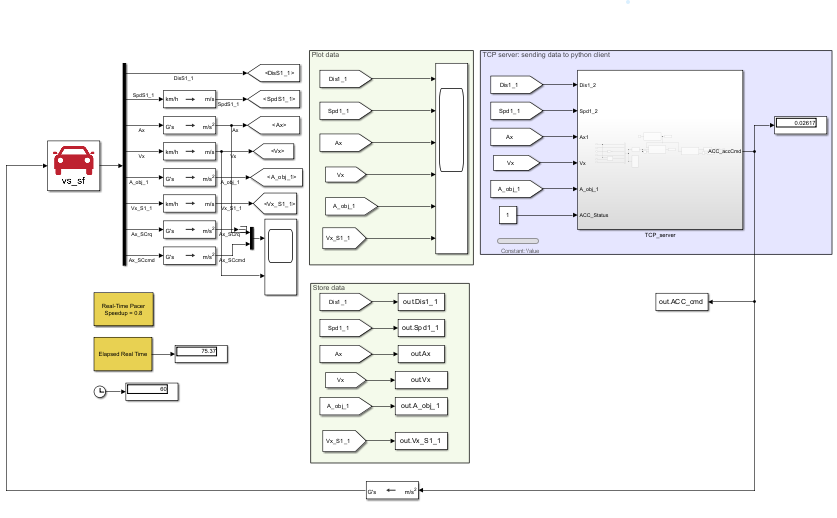 Plot data
TCP server: sending data to python client
DisS1_1
<DisS1_1>
SpdS1_1
km/h
m/s
SpdS1_1
<SpdS1_1>
Ax
G's
m/s²
Ax
<Ax>
Vx
km/h
m/s
Vx
<Vx>
A_obj_1
G's
m/s²
A_obj_1
<A_obj_1>
Vx_S1_1
km/h
m/s
Vx_S1_1
<Vx_S1_1>
Ax_SCrq
G's
m/s²
Ax_SCrq
Ax_SCcmd
G's
m/s²
Ax_SCcmd
vs_sf
Dis1_1
Spd1_1
Ax
Vx
A_obj_1
Vx_S1_1
Dis1_1
Spd1_1
Ax
Vx
A_obj_1
1
Constant:Value
Dis1_2
Spd1_2
Ax1
Vx
A_obj_1
ACC_Status
ACC_accCmd
TCP_server
0.02617
out.ACC_cmd
Real-Time Pacer
Speedup = 0.8
Elapsed Real Time
75.37
60
Store data
Dis1_1
out.Dis1_1
Spd1_1
out.Spd1_1
Ax
out.Ax
Vx
out.Vx
A_obj_1
out.A_obj_1
Vx_S1_1
out.Vx_S1_1
G's
m/s²